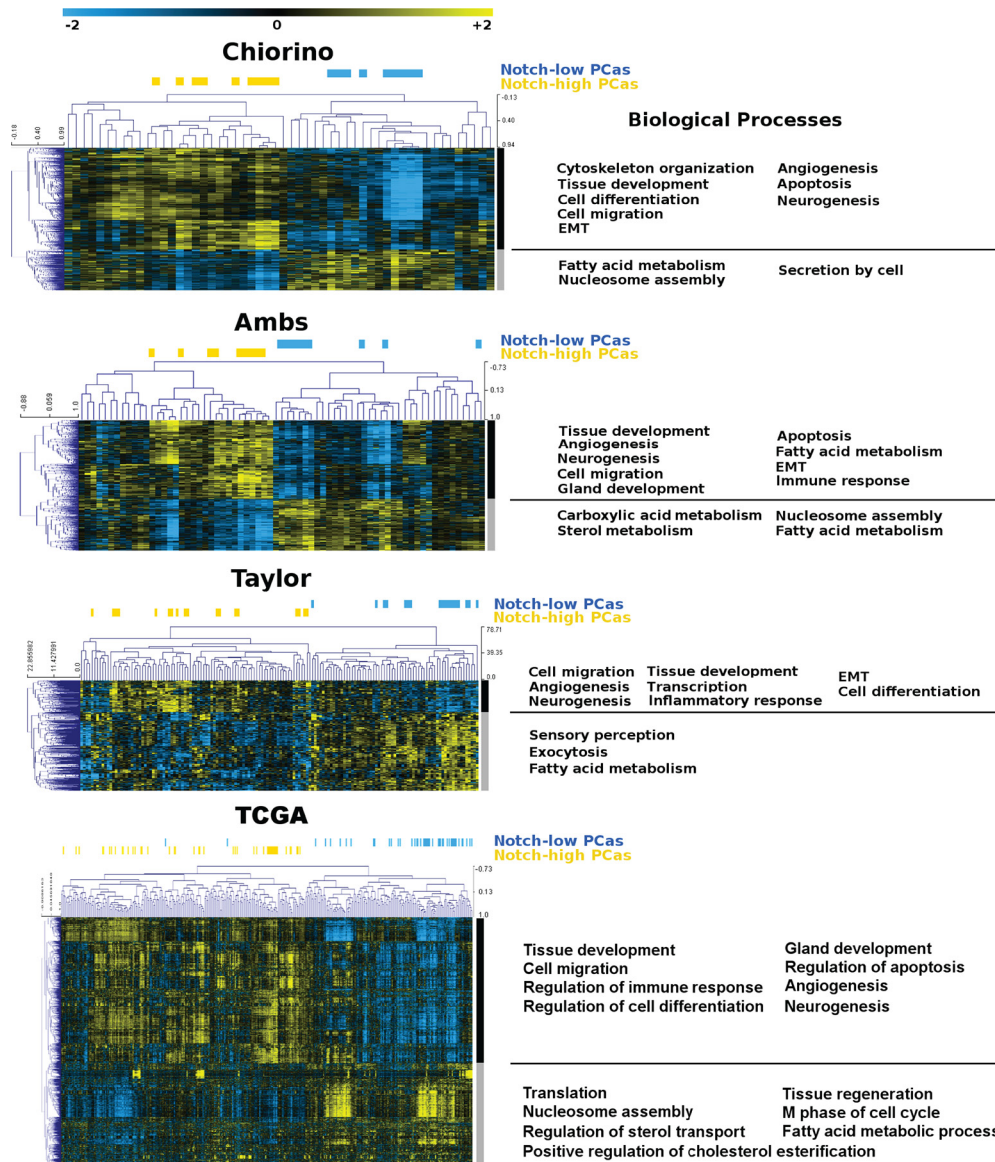 -2 0 +2
Chiorino
Notch-low PCas
Notch-high PCas
-0.13
0.40
0.94
-0.18 0.40 0.99
Biological Processes
Cytoskeleton organization Angiogenesis
Tissue development Apoptosis
Cell differentiation Neurogenesis
Cell migration
EMT
Fatty acid metabolism Secretion by cell
Nucleosome assembly
Ambs
Notch-low PCas
Notch-high PCas
-0.73
0.13
1.0
-0.88 0.059 1.0
Tissue development Apoptosis
Angiogenesis Fatty acid metabolism
Neurogenesis EMT
Cell migration Immune response
Gland development
Carboxylic acid metabolism Nucleosome assembly
Sterol metabolism Fatty acid metabolism
Taylor
Notch-low PCas
Notch-high PCas
78.71
39.35
0.0
22.855982 11.427991 0.0
Cell migration Tissue development EMT
Angiogenesis Transcription Cell differentiation
Neurogenesis Inflammatory response
Sensory perception
Exocytosis
Fatty acid metabolism
TCGA
Notch-low PCas
Notch-high PCas
-0.73
0.13
1.0
Tissue development Gland development
Cell migration Regulation of apoptosis
Regulation of immune response Angiogenesis
Regulation of cell differentiation Neurogenesis
Translation Tissue regeneration
Nucleosome assembly M phase of cell cycle
Regulation of sterol transport Fatty acid metabolic process
Positive regulation of cholesterol esterification